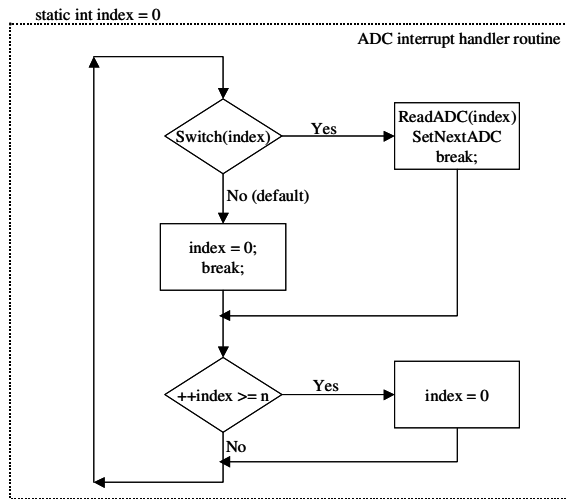 static int index = 0
ADC interrupt handler routine
Switch(index)
Yes
ReadADC(index)
SetNextADC
break;
No (default)
index = 0;
break;
++index >= n
Yes
index = 0
No